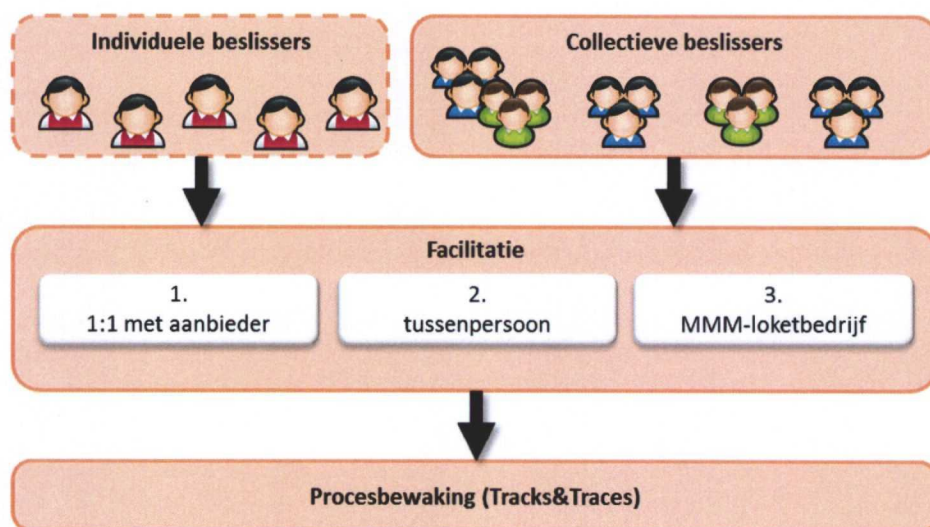 Individuele beslissers
Collectieve beslissers
Facilitatie
1.
1:1 met aanbieder
2.
tussenpersoon
3.
MMM-loketbedrijf
Procesbewaking (Tracks&Traces)